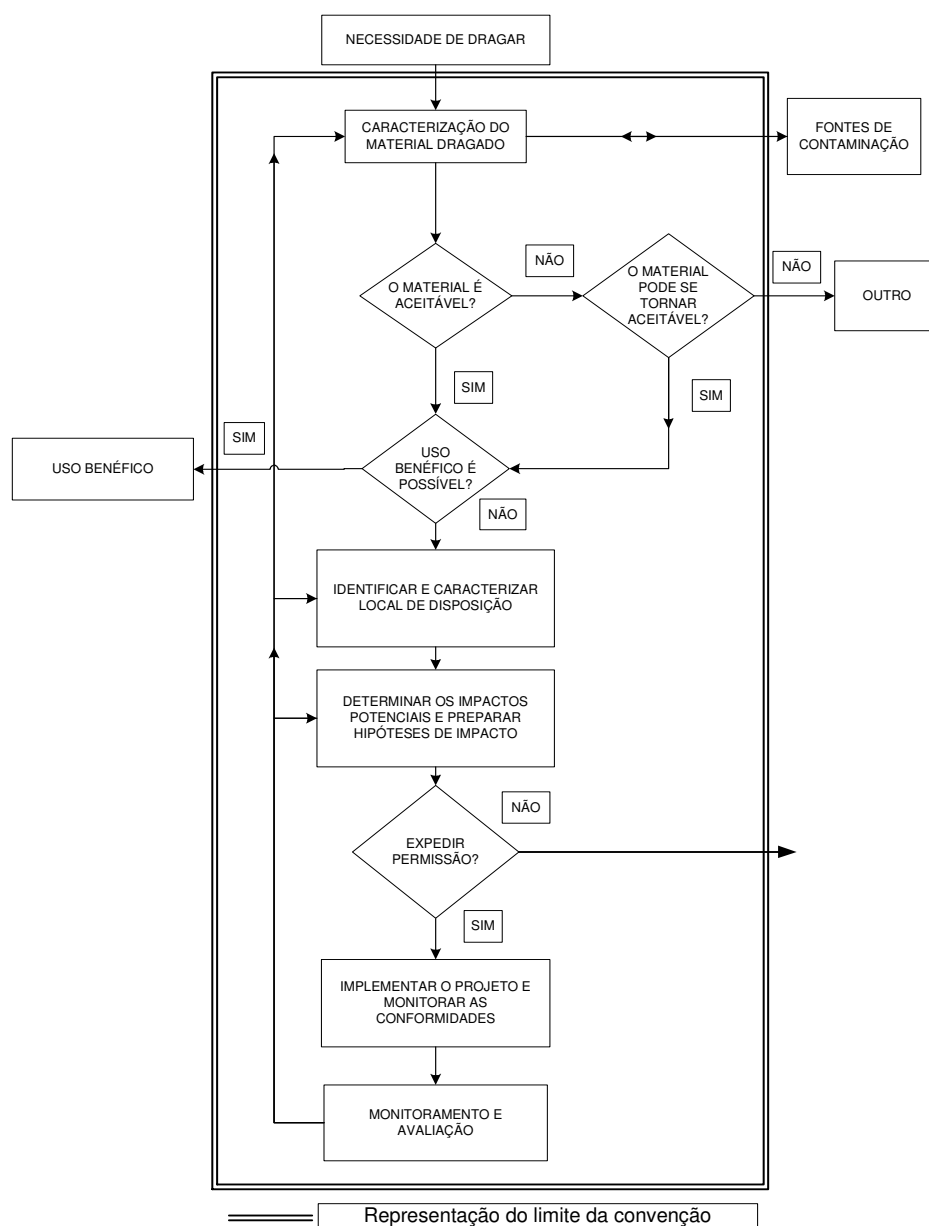 NECESSIDADE DE DRAGAR
CARACTERIZAÇÃO DO
MATERIAL DRAGADO
FONTES DE
CONTAMINAÇÃO
O MATERIAL É
ACEITÁVEL?
NÃO
O MATERIAL
PODE SE
TORNAR
ACEITÁVEL?
NÃO
OUTRO
SIM
SIM
USO BENÉFICO
SIM
USO
BENÉFICO É
POSSÍVEL?
NÃO
IDENTIFICAR E CARACTERIZAR
LOCAL DE DISPOSIÇÃO
DETERMINAR OS IMPACTOS
POTENCIAIS E PREPARAR
HIPÓTESES DE IMPACTO
NÃO
EXPEDIR
PERMISSÃO?
SIM
IMPLEMENTAR O PROJETO E
MONITORAR AS
CONFORMIDADES
MONITORAMENTO E
AVALIAÇÃO
Representação do limite da convenção